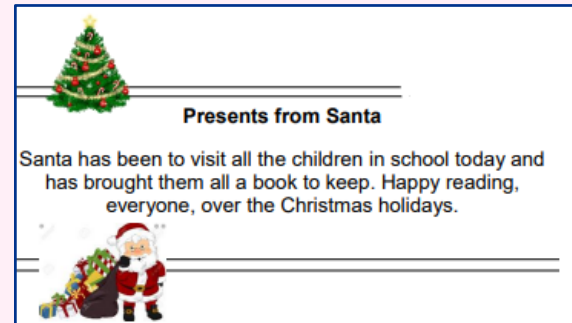 Presents from Santa
Santa has been to visit all the children in school today and
has brought them all a book to keep. Happy reading,
everyone, over the Christmas holidays.